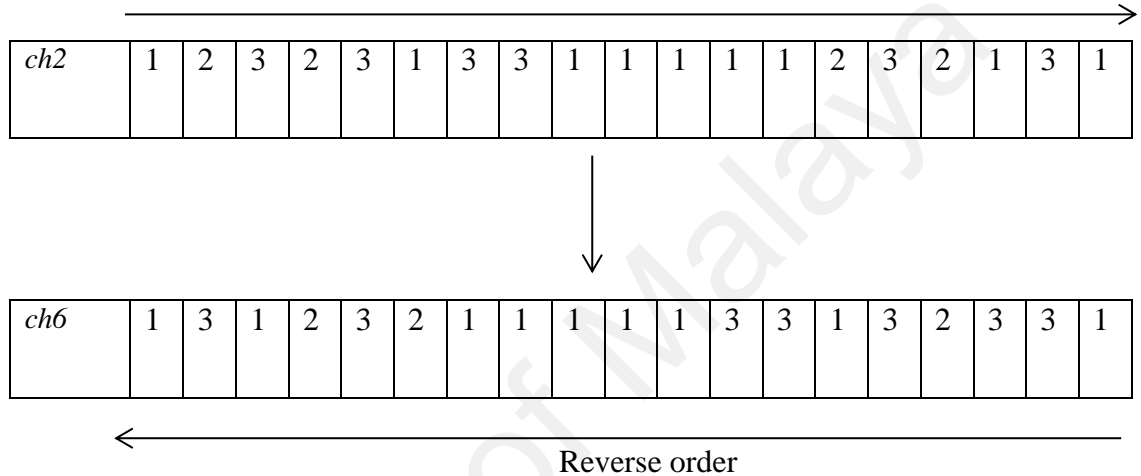 ch2 1 2 3 2 3 1 3 3 1 1 1 1 1 2 3 2 1 3 1
ch6 1 3 1 2 3 2 1 1 1 1 1 3 3 1 3 2 3 3 1
Reverse order
of Malaya